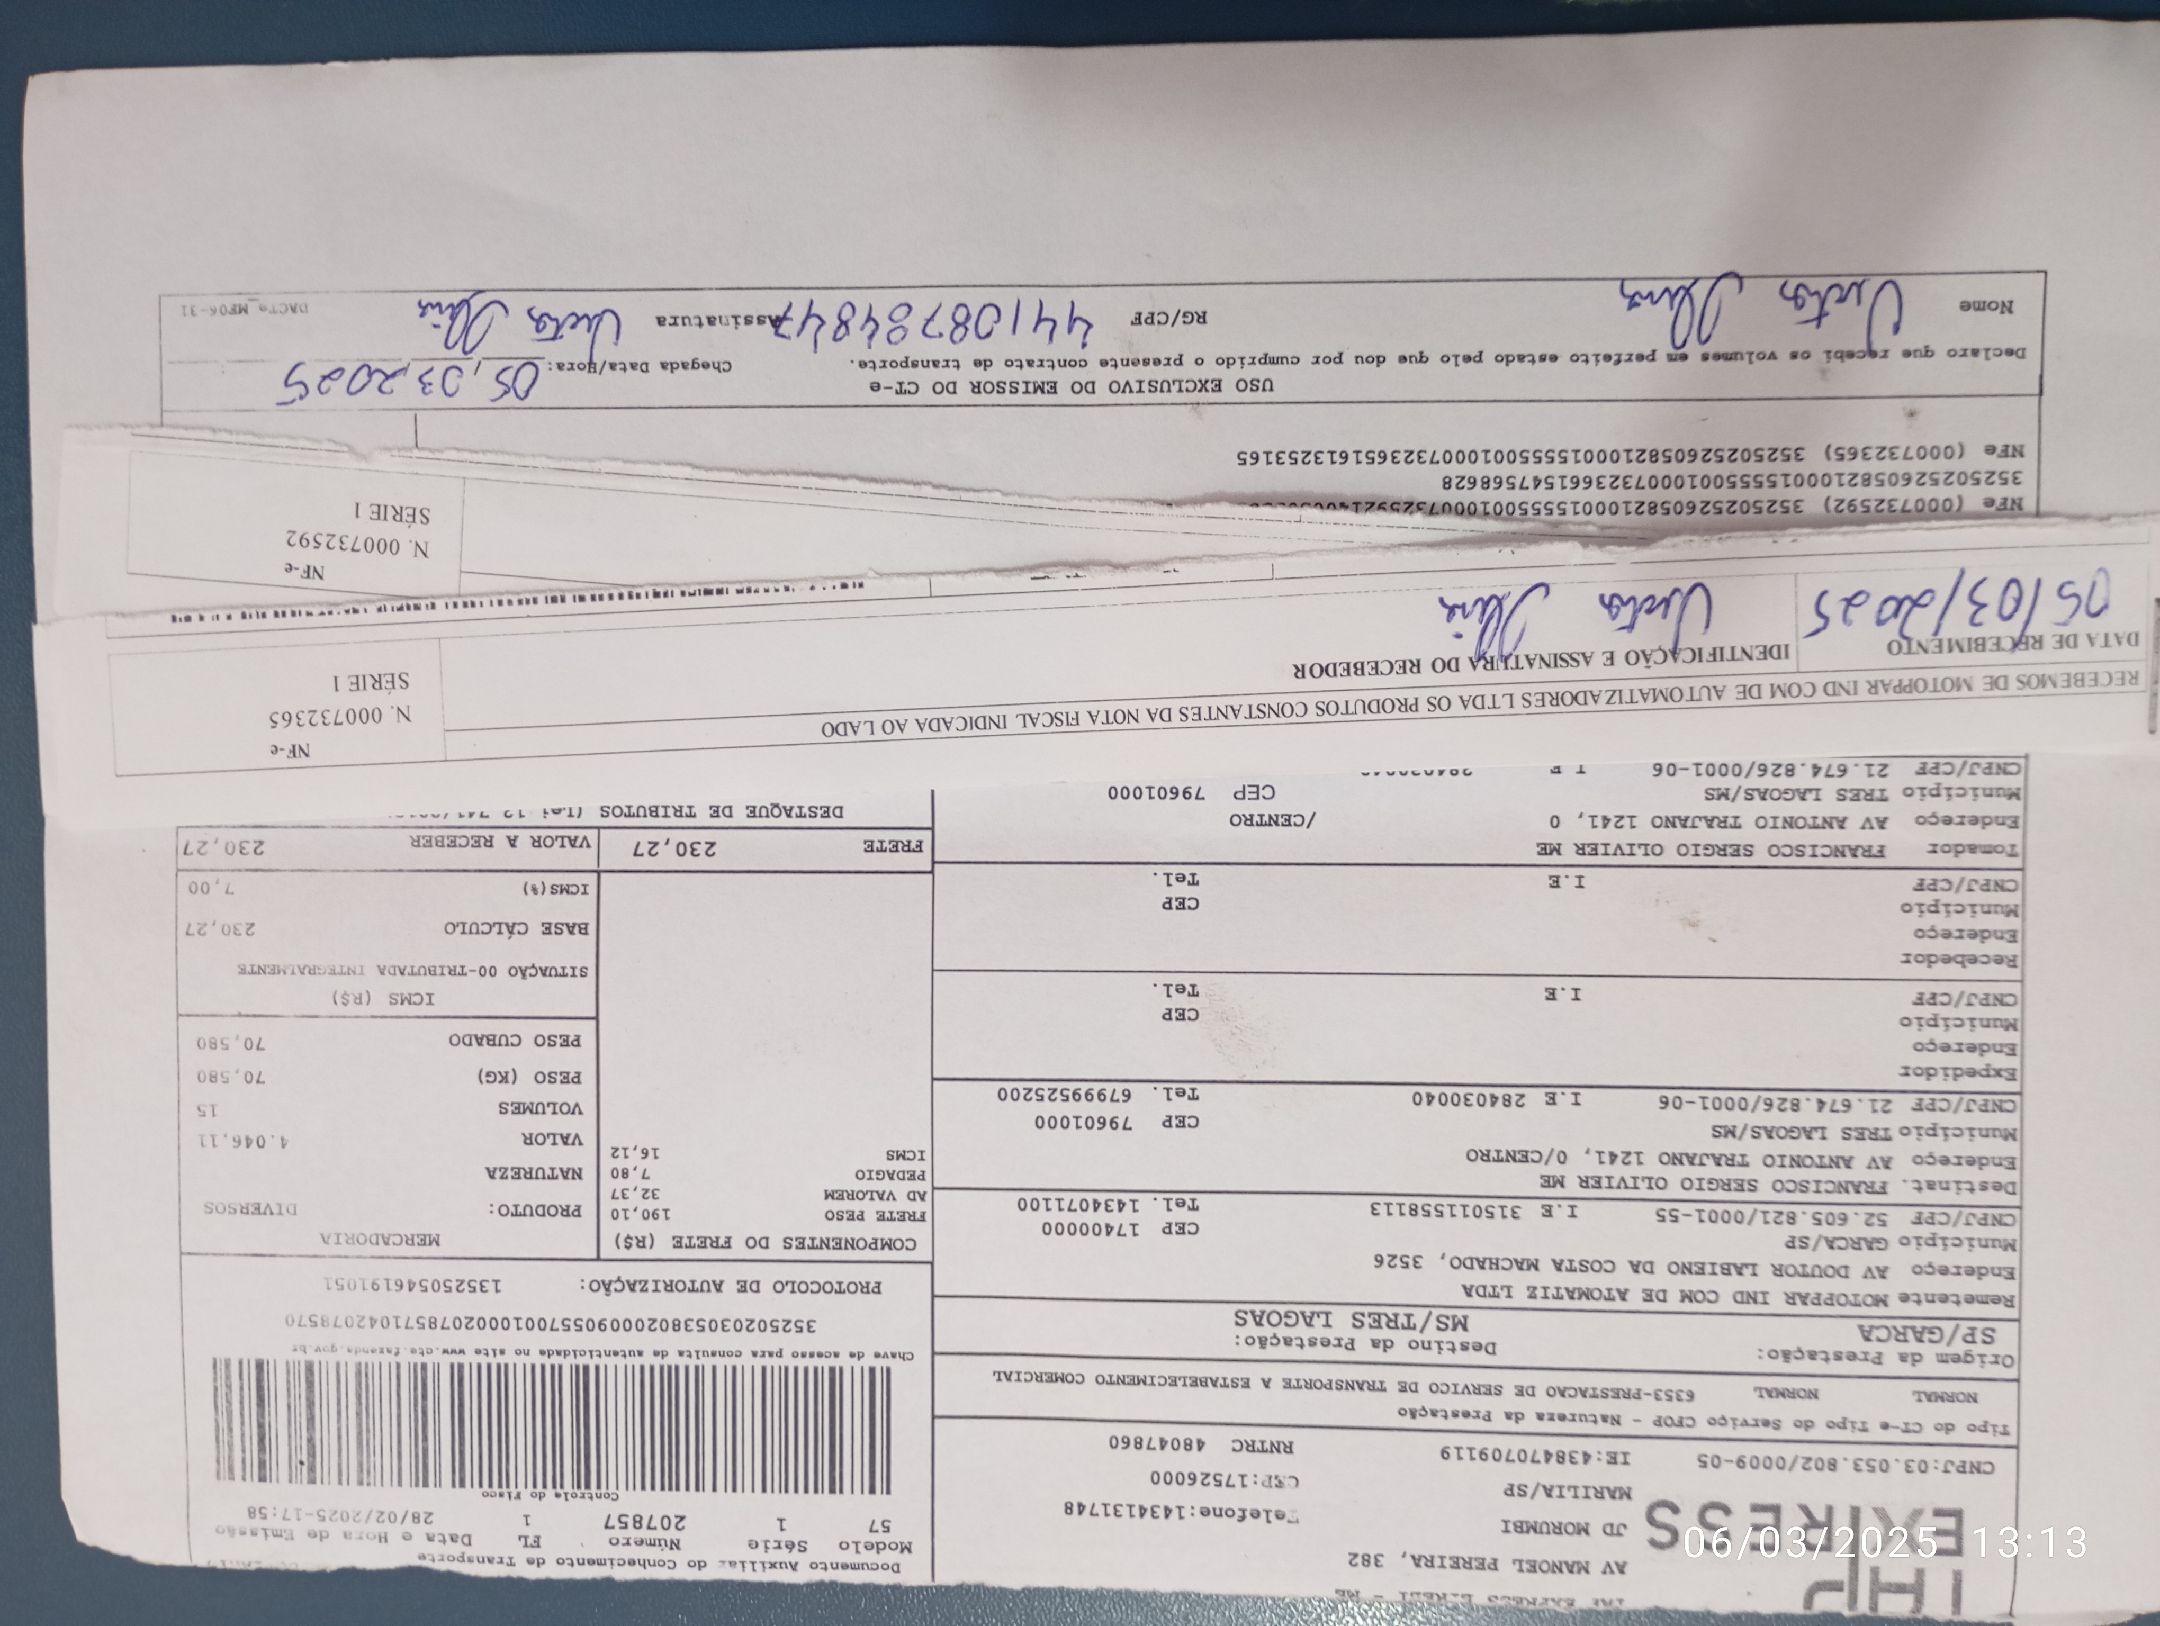 THP
EXPRESS
AV MANOEL PEREIRA, 382
JD MORUMBI
MARILIA/SP
Telefone:1434131748
CEP:17526000
CNPJ:03.053.802/0009-05 IE:438470709119 RNTRC 48047860
Tipo do CT-e Tipo do Serviço CFOP - Natureza da Prestação
NORMAL NORMAL 6353-PRESTACAO DE SERVICO DE TRANSPORTE A ESTABELECIMENTO COMERCIAL
Origem da Prestação: Destino da Prestação:
SP/GARCA MS/TRES LAGOAS
Remetente MOTOPPAR IND COM DE ATOMATIZ LTDA
Endereço AV DOUTOR LABIENO DA COSTA MACHADO, 3526
Município GARCA/SP CEP 17400000
CNPJ/CPF 52.605.821/0001-55 I.E 315011558113 Tel. 1434071100
Destinat. FRANCISCO SERGIO OLIVIER ME
Endereço AV ANTONIO TRAJANO 1241, 0/CENTRO
Município TRES LAGOAS/MS CEP 79601000
CNPJ/CPF 21.674.826/0001-06 I.E 284030040 Tel. 6799525200
Expedidor
Endereço
Município CEP
CNPJ/CPF I.E Tel.
Recebedor
Endereço
Município CEP
CNPJ/CPF I.E Tel.
Tomador FRANCISCO SERGIO OLIVIER ME
Endereço AV ANTONIO TRAJANO 1241, 0 /CENTRO
Município TRES LAGOAS/MS CEP 79601000
CNPJ/CPF 21.674.826/0001-06 I.E
Documento Auxiliar do Conhecimento de Transporte
Modelo Série Número FL Data e Hora de Emissão
57 1 207857 1 28/02/2025-17:58
Controle do Fisco
Chave de acesso para consulta de autenticidade no site www.cte.fazenda.gov.br
35250203053802000905570010002078571042078570
PROTOCOLO DE AUTORIZAÇÃO: 135250546191051
COMPONENTES DO FRETE (R$)
FRETE PESO 190,10
AD VALOREM 32,37
PEDAGIO 7,80
ICMS 16,12
MERCADORIA
PRODUTO: DIVERSOS
NATUREZA
VALOR 4.046,11
VOLUMES 15
PESO (KG) 70,580
PESO CUBADO 70,580
ICMS (R$)
SITUAÇÃO 00-TRIBUTADA INTEGRALMENTE
BASE CÁLCULO 230,27
ICMS(%) 7,00
FRETE 230,27 VALOR A RECEBER 230,27
DESTAQUE DE TRIBUTOS
RECEBEMOS DE MOTOPPAR IND COM DE AUTOMATIZADORES LTDA OS PRODUTOS CONSTANTES DA NOTA FISCAL INDICADA AO LADO
DATA DE RECEBIMENTO IDENTIFICAÇÃO E ASSINATURA DO RECEBEDOR
05/03/2025 Victor
NF-e
N. 000732365
SÉRIE 1
NF-e
N. 000732592
SÉRIE 1
NFe (000732592)
35250252605821000155550010007323661547568628
NFe (000732365) 35250252605821000155550010007323651613253165
USO EXCLUSIVO DO EMISSOR DO CT-e
Declaro que recebi os volumes em perfeito estado pelo que dou por cumprido o presente contrato de transporte. Chegada Data/Hora: 05,03,2025
Nome Victor RG/CPF 44108784847 Assinatura Victor
DACTe_MF06-31
06/03/2025 13:13